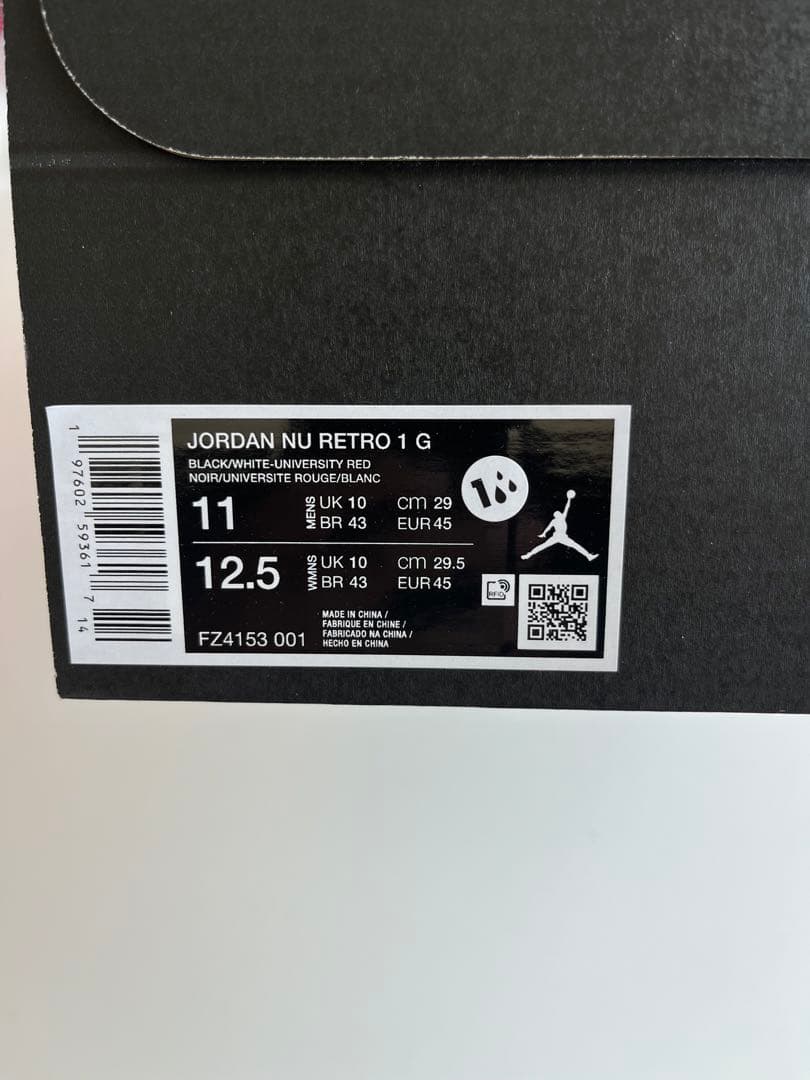 JORDAN NU RETRO 1 G
BLACK/WHITE-UNIVERSITY RED
NOIR/UNIVERSITE ROUGE/BLANC
11 MENS UK 10 cm 29
BR 43 EUR 45
12.5 WMNS UK 10 cm 29.5
BR 43 EUR 45
RFID
FZ4153 001
MADE IN CHINA /
FABRIQUE EN CHINE /
FABRICADO NA CHINA /
HECHO EN CHINA
1 97602 59361 7 14